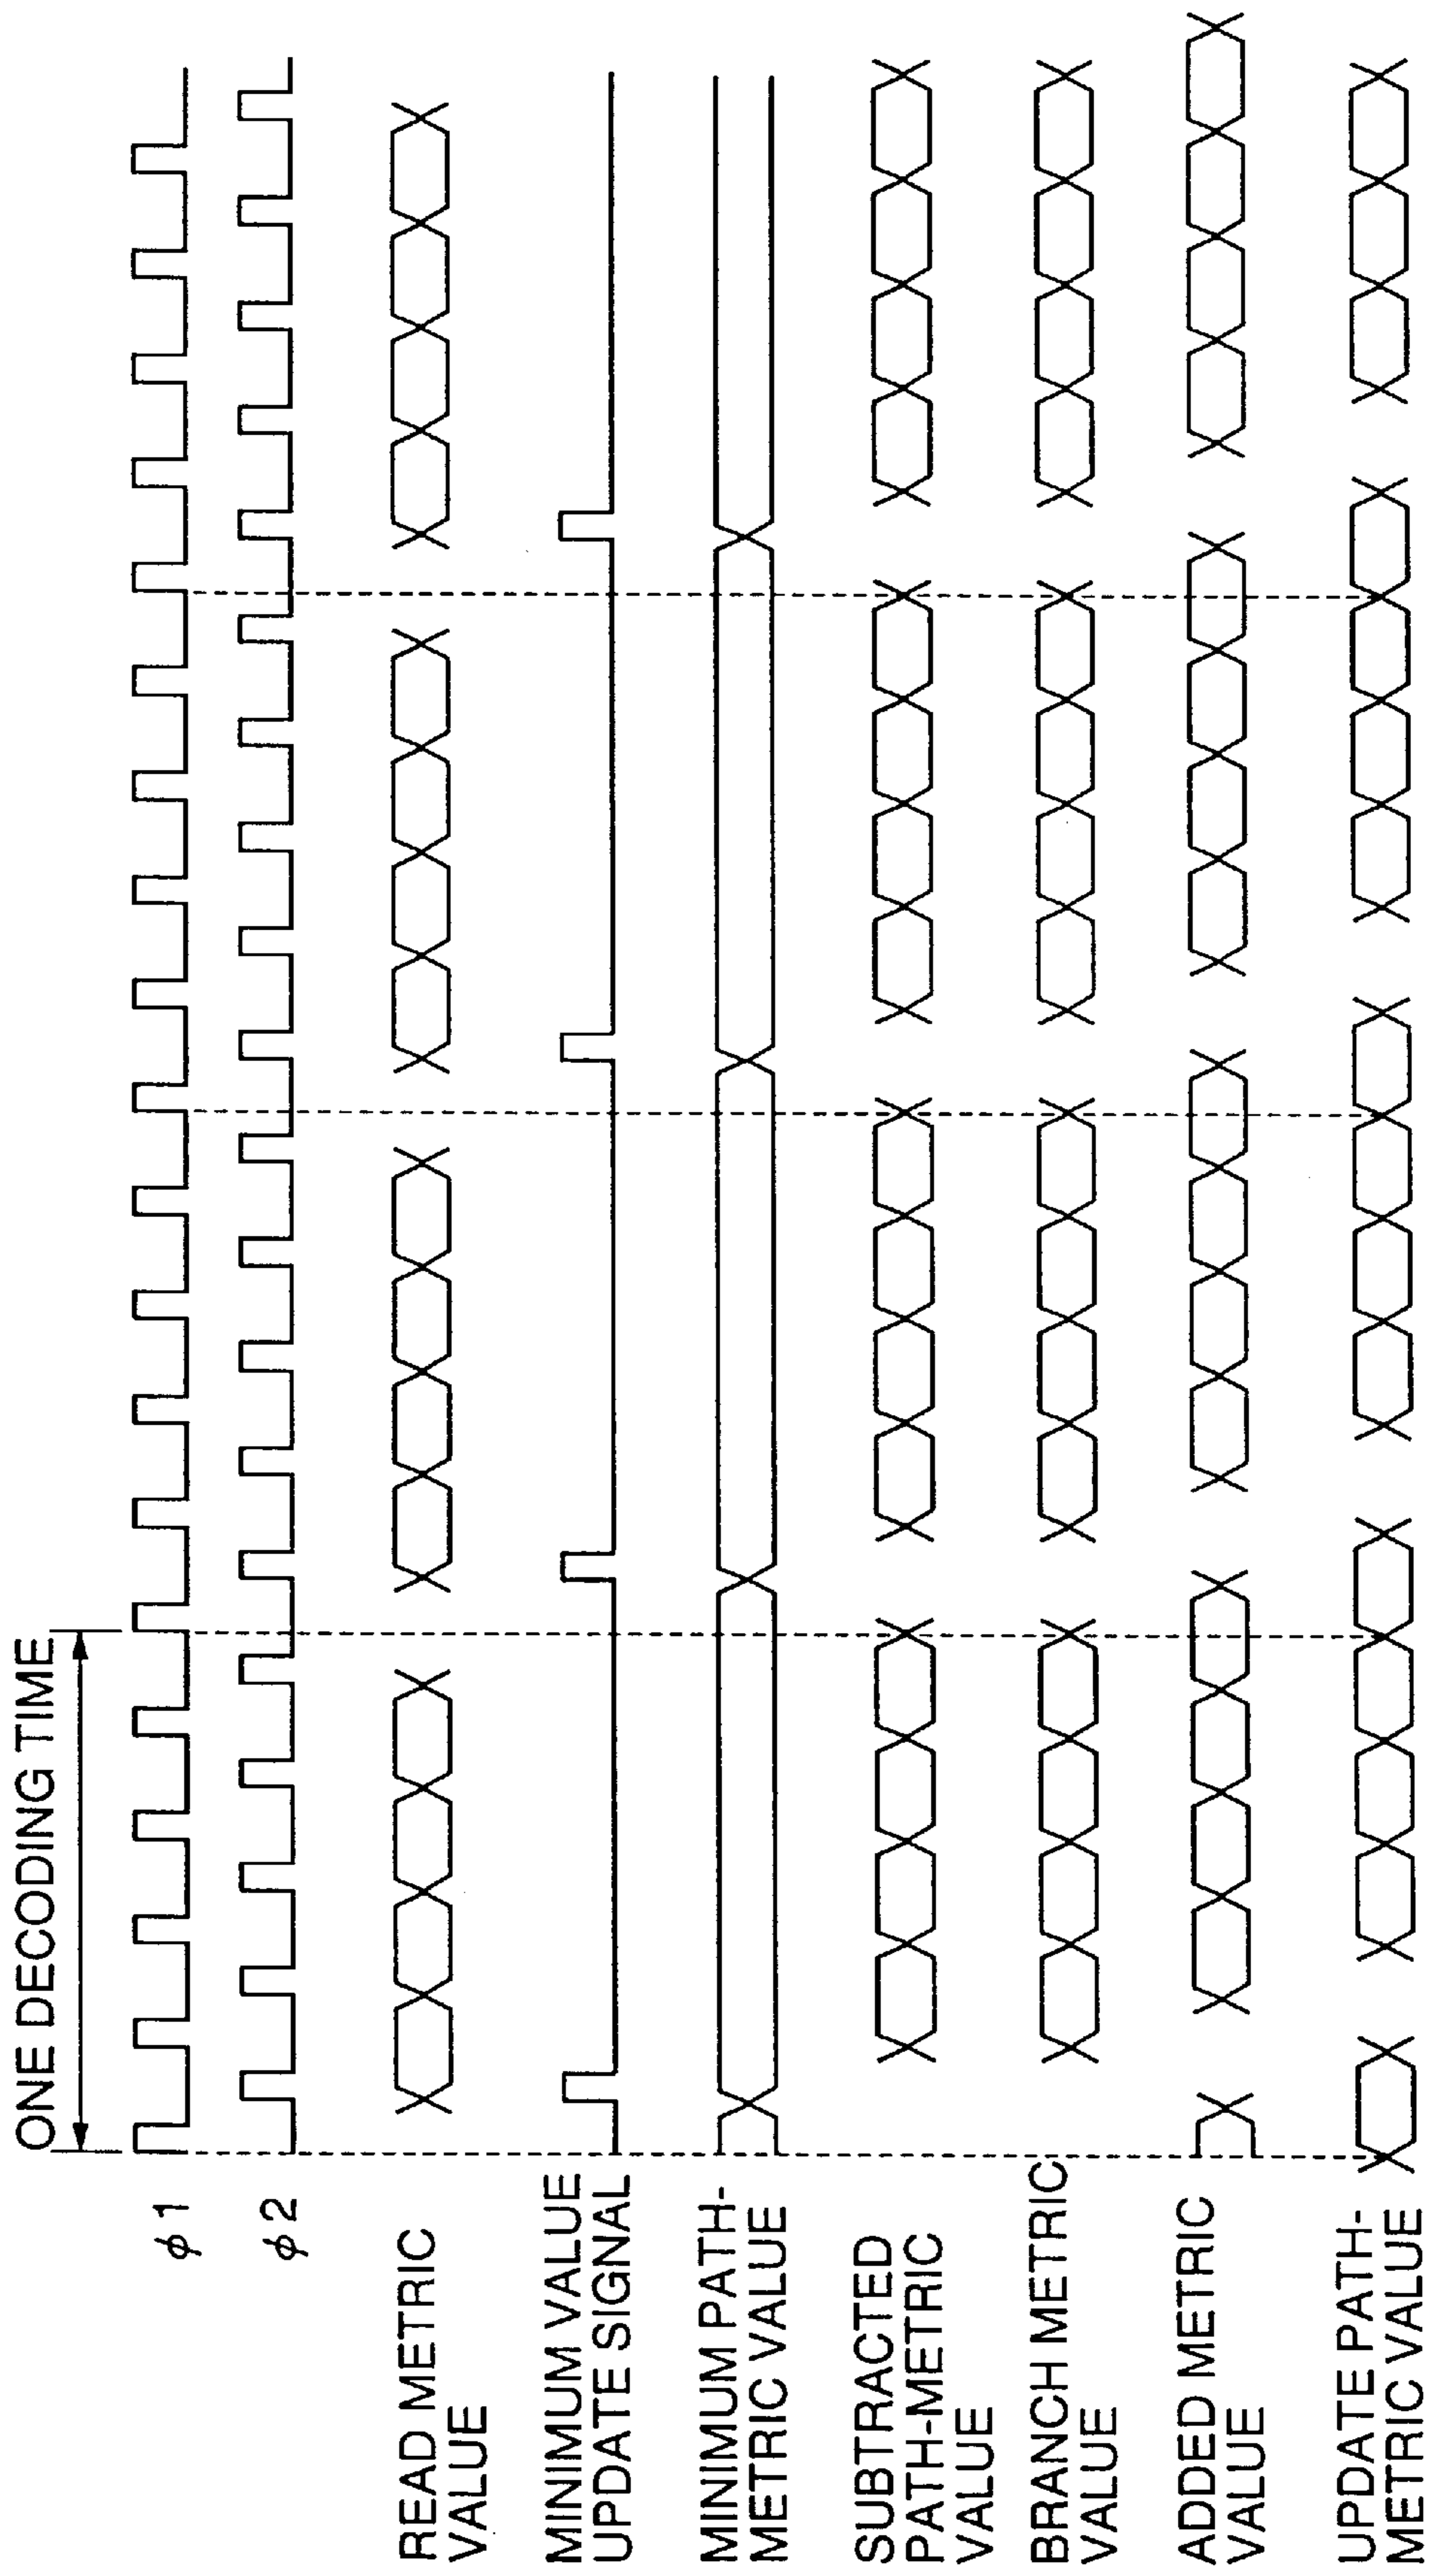 ONE DECODING TIME
ϕ1
ϕ2
READ METRIC
VALUE
MINIMUM VALUE
UPDATE SIGNAL
MINIMUM PATH-
METRIC VALUE
SUBTRACTED
PATH-METRIC
VALUE
BRANCH METRIC
VALUE
ADDED METRIC
VALUE
UPDATE PATH-
METRIC VALUE